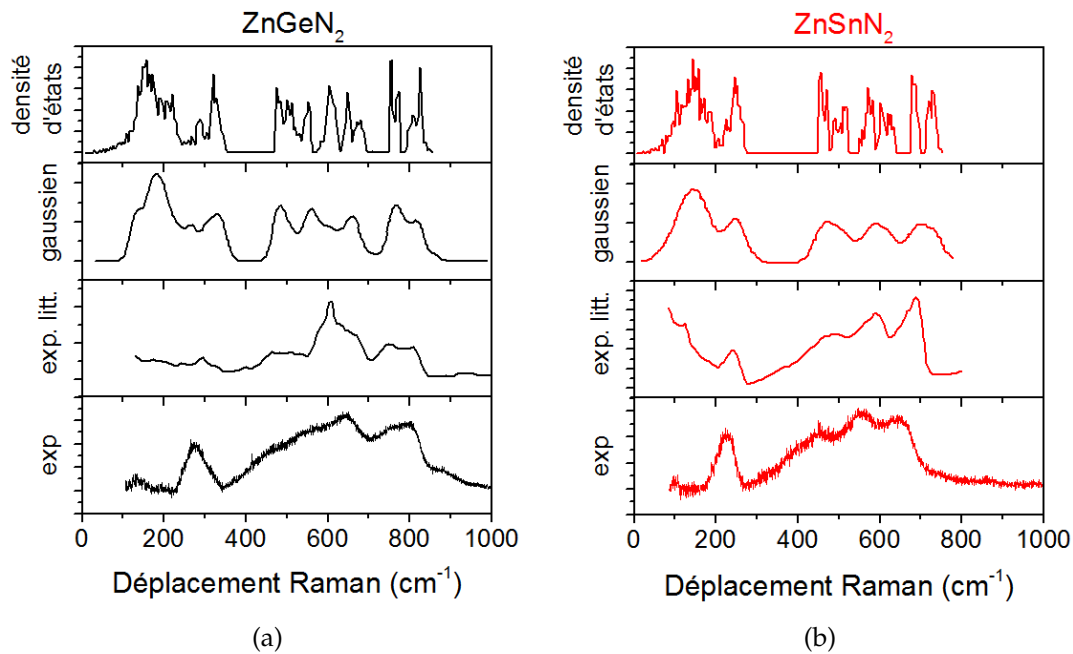 ZnGeN2
densité
d'états
gaussien
exp. litt.
exp
0 200 400 600 800 1000
Déplacement Raman (cm-1)
(a)
ZnSnN2
densité
d'états
gaussien
exp. litt.
exp
0 200 400 600 800 1000
Déplacement Raman (cm-1)
(b)